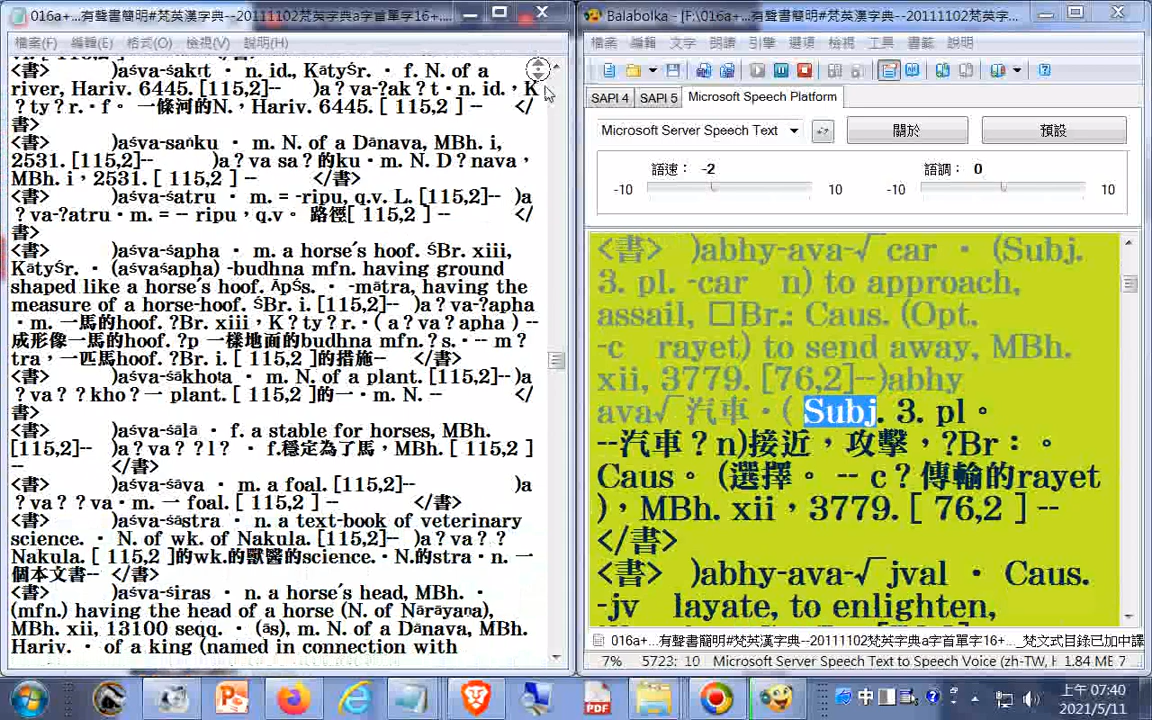 ...有聲書簡明#梵英漢字典--20111102梵英字典a字首單字16+...
檔案(F) 編輯(E) 格式(O) 檢視(V) 說明(H)
<書> )aśva-śakṛt ‧ n. id., KātyŚr. ‧ f. N. of a
river, Hariv. 6445. [115,2]-- )a?va-?ak?t‧n. id.,K
?ty?r.‧f。 一條河的N.,Hariv. 6445. [ 115,2 ] -- </
書>
<書> )aśva-śaṅku ‧ m. N. of a Dānava, MBh. i,
2531. [115,2]-- )a?va sa?的ku‧m. N. D?nava,
MBh. i,2531. [ 115,2 ] -- </書>
<書> )aśva-śatru ‧ m. = -ripu, q.v. L. [115,2]-- )a
?va-?atru‧m. = -- ripu,q.v。 路徑[ 115,2 ] -- </
書>
<書> )aśva-śapha ‧ m. a horse's hoof. ŚBr. xiii,
KātyŚr. ‧ (aśvaśapha) -budhna mfn. having ground
shaped like a horse's hoof. ĀpŚs. ‧ -mātra, having the
measure of a horse-hoof. ŚBr. i. [115,2]-- )a?va-?apha
‧m. 一馬的hoof. ?Br. xiii,K?ty?r.‧( a?va?apha ) --
成形像一馬的hoof. ?p 一樣地面的budhna mfn.?s.‧-- m?
tra,一匹馬hoof. ?Br. i. [ 115,2 ]的措施-- </書>
<書> )aśva-śākhoṭa ‧ m. N. of a plant. [115,2]-- )a
?va??kho?一plant. [ 115,2 ]的一‧m. N. </
書>
<書> )aśva-śālā ‧ f. a stable for horses, MBh.
[115,2]-- )a?va??l?‧ f.穩定為了馬,MBh. [ 115,2 ]
-- </書>
<書> )aśva-śāva ‧ m. a foal. [115,2]-- )a
?va??va‧m. 一 foal. [ 115,2 ] -- </書>
<書> )aśva-śāstra ‧ n. a text-book of veterinary
science. ‧ N. of wk. of Nakula. [115,2]-- )a?va??
Nakula. [ 115,2 ]的wk.的獸醫的science.‧N.的stra‧n. 一
個本文書-- </書>
<書> )aśva-śiras ‧ n. a horse's head, MBh. ‧
(mfn.) having the head of a horse (N. of Nārāyaṇa),
MBh. xii, 13100 seqq. ‧ (ās), m. N. of a Dānava, MBh.
Hariv. ‧ of a king (named in connection with
Balabolka - [F:\016a+...有聲書簡明#梵英漢字典--20111102梵英字...
檔案 編輯 文字 朗讀 引擎 選項 檢視 工具 書籤 說明
SAPI 4 SAPI 5 Microsoft Speech Platform
Microsoft Server Speech Text 關於 預設
語速: -2 語調: 0
-10 10 -10 10
<書> )abhy-ava-√car ‧ (Subj.
3. pl. -car n) to approach,
assail, □Br.: Caus. (Opt.
-c rayet) to send away, MBh.
xii, 3779. [76,2]--)abhy
ava√汽車‧( Subj. 3. pl。
--汽車?n)接近,攻擊,?Br:。
Caus。(選擇。 -- c?傳輸的rayet
),MBh. xii,3779. [ 76,2 ] --
</書>
<書> )abhy-ava-√jval ‧ Caus.
-jv layate, to enlighten,
016a+...有聲書簡明#梵英漢字典--20111102梵英字典a字首單字16+..._梵文式目錄已加中譯
7% 5723: 10 Microsoft Server Speech Text to Speech Voice (zh-TW, H 1.84 ME 7
中
上午 07:40
2021/5/11